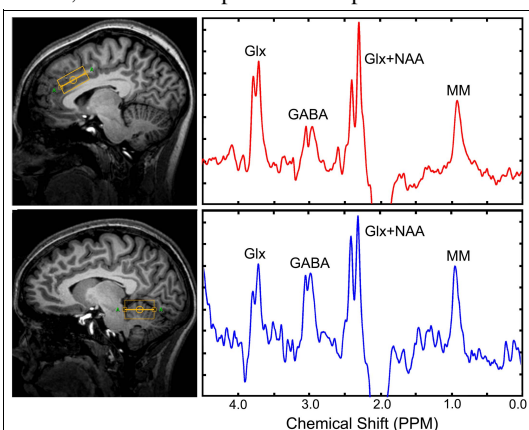 Glx
Glx+NAA
GABA
MM
Glx+NAA
Glx
GABA
MM
4.0 3.0 2.0 1.0 0.0
Chemical Shift (PPM)